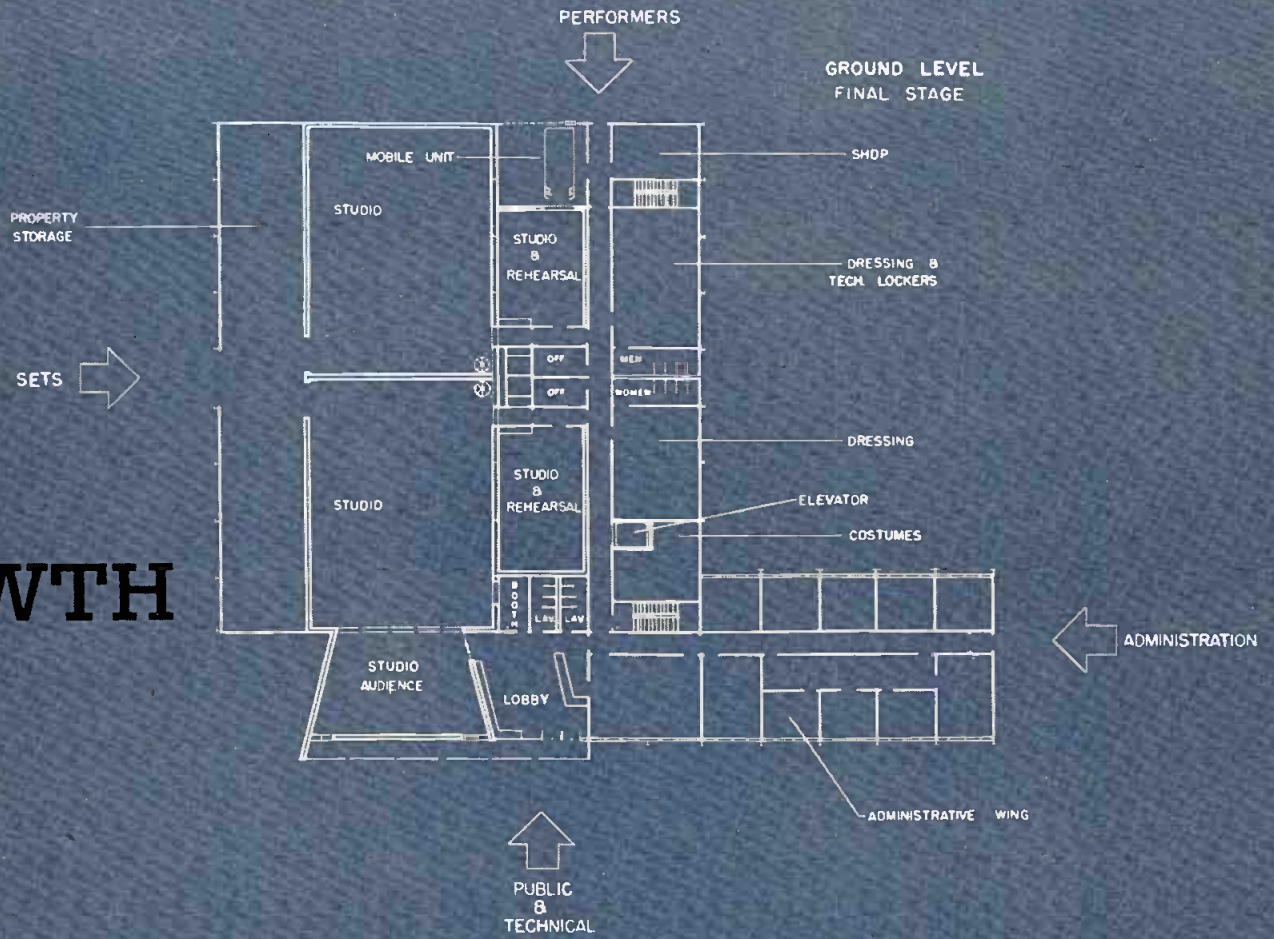 PERFORMERS
GROUND LEVEL
FINAL STAGE
MOBILE UNIT
SHOP
STUDIO
PROPERTY
STORAGE
STUDIO
&
REHEARSAL
DRESSING &
TECH. LOCKERS
SETS
OFF
MEN
OFF
WOMEN
DRESSING
STUDIO
&
REHEARSAL
STUDIO
ELEVATOR
COSTUMES
WTH
BOOTH
LAV
LAV
ADMINISTRATION
STUDIO
AUDIENCE
LOBBY
ADMINISTRATIVE WING
PUBLIC
&
TECHNICAL